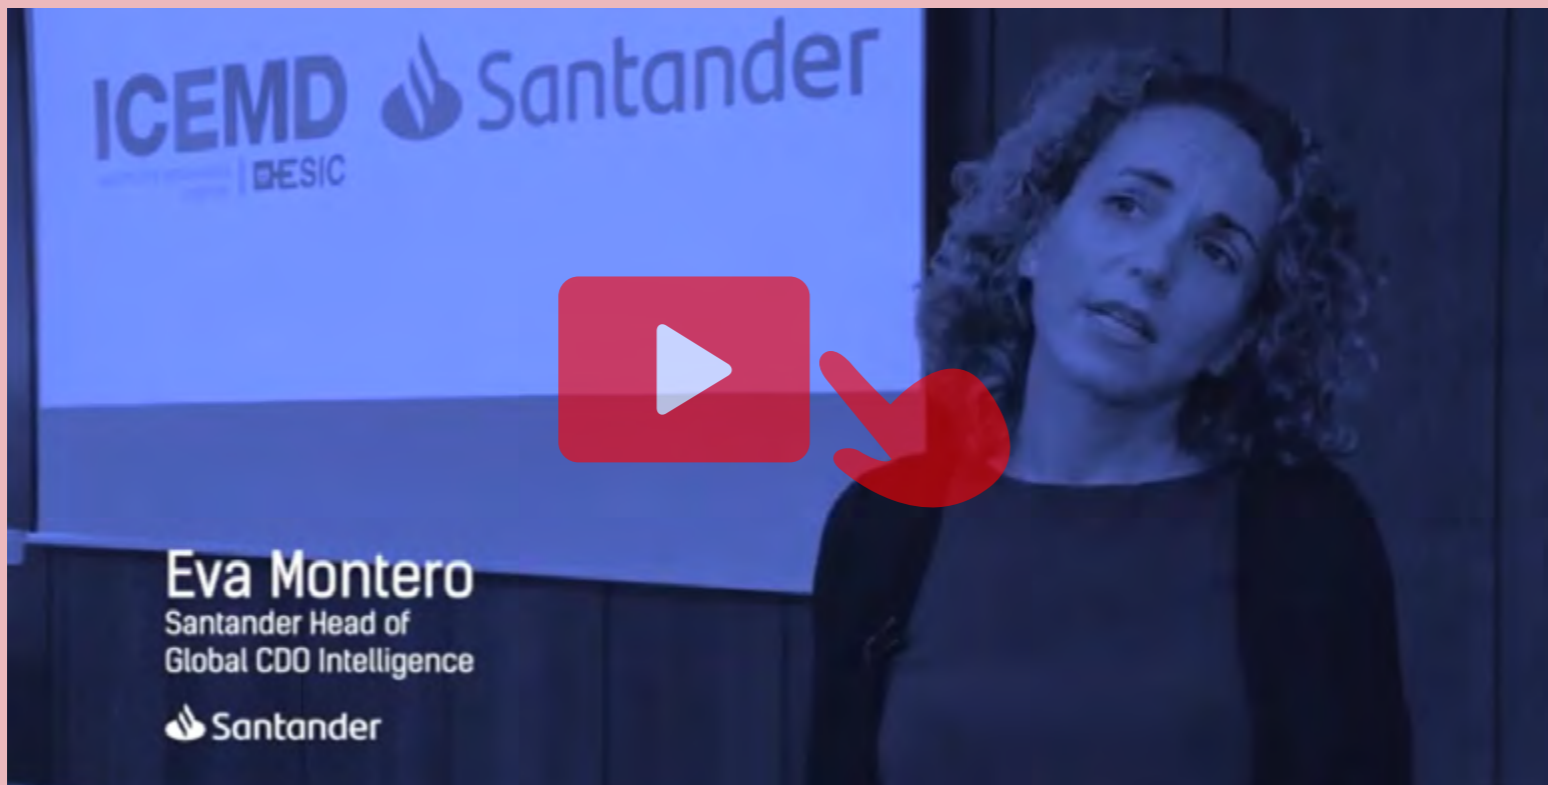 ICEMD
Santander
ESIC
Eva Montero
Santander Head of
Global CDO Intelligence
Santander